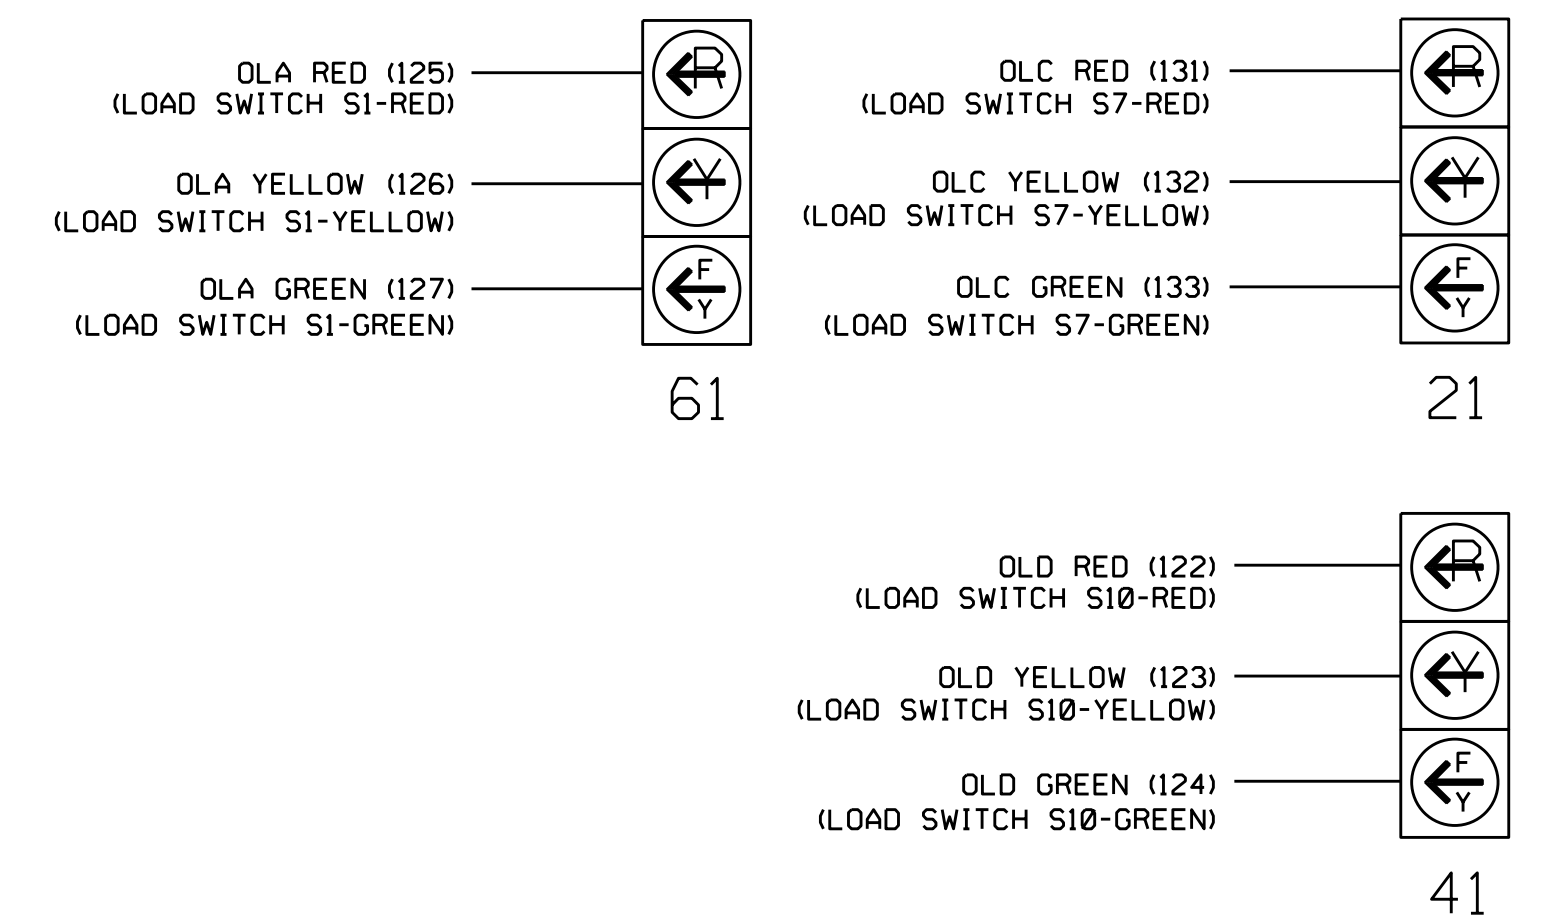 OLA RED (125)
(LOAD SWITCH S1-RED)
R
OLA YELLOW (126)
(LOAD SWITCH S1-YELLOW)
Y
OLA GREEN (127)
(LOAD SWITCH S1-GREEN)
F
Y
61
OLC RED (131)
(LOAD SWITCH S7-RED)
R
OLC YELLOW (132)
(LOAD SWITCH S7-YELLOW)
Y
OLC GREEN (133)
(LOAD SWITCH S7-GREEN)
F
Y
21
OLD RED (122)
(LOAD SWITCH S10-RED)
R
OLD YELLOW (123)
(LOAD SWITCH S10-YELLOW)
Y
OLD GREEN (124)
(LOAD SWITCH S10-GREEN)
F
Y
41